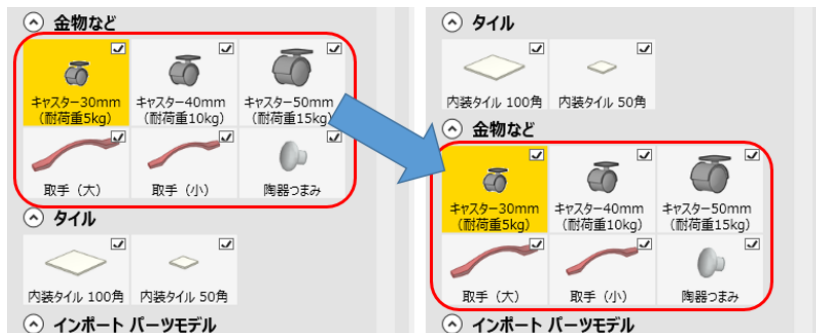 金物など
キャスター30mm
(耐荷重5kg)
キャスター40mm
(耐荷重10kg)
キャスター50mm
(耐荷重15kg)
取手（大）
取手（小）
陶器つまみ
タイル
内装タイル 100角
内装タイル 50角
インポート パーツモデル
タイル
内装タイル 100角
内装タイル 50角
金物など
キャスター30mm
(耐荷重5kg)
キャスター40mm
(耐荷重10kg)
キャスター50mm
(耐荷重15kg)
取手（大）
取手（小）
陶器つまみ
インポート パーツモデル